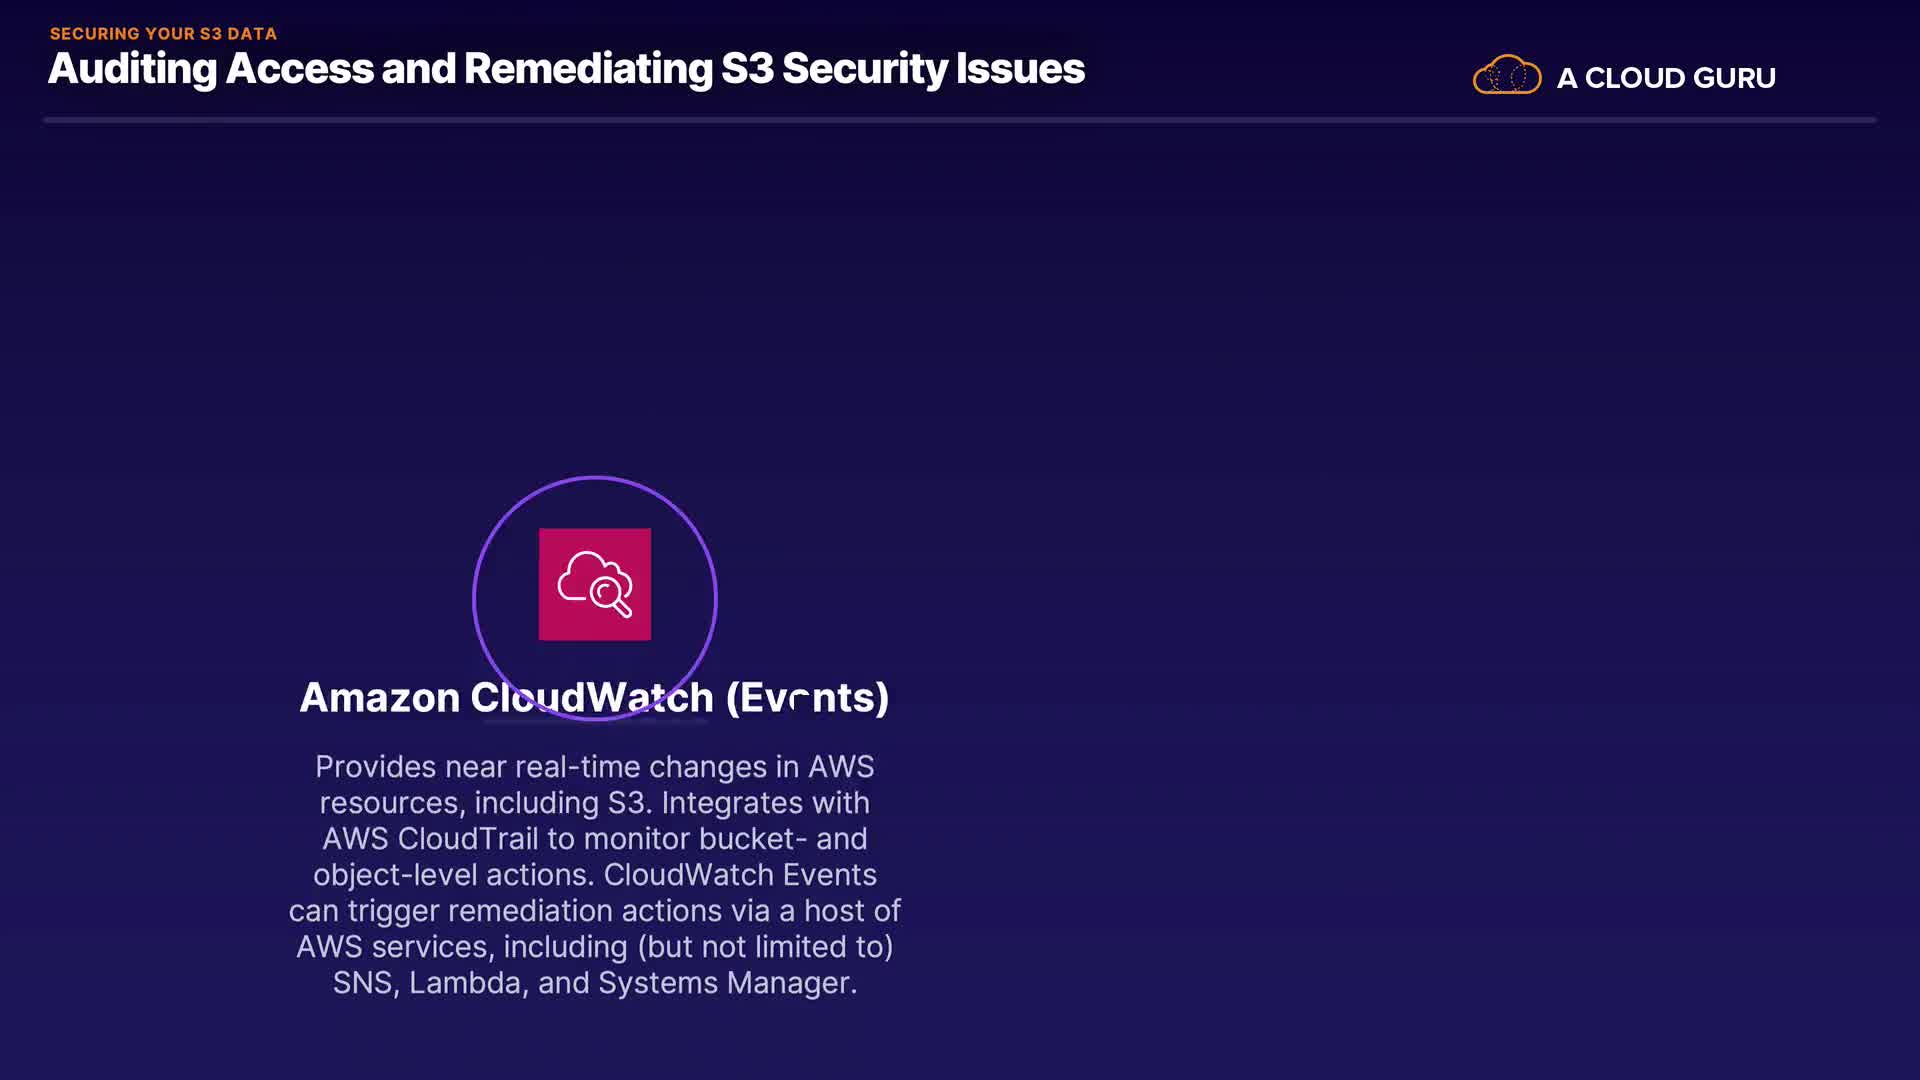 SECURING YOUR S3 DATA
Auditing Access and Remediating S3 Security Issues
A CLOUD GURU
Amazon CloudWatch (Events)
Provides near real-time changes in AWS
resources, including S3. Integrates with
AWS CloudTrail to monitor bucket- and
object-level actions. CloudWatch Events
can trigger remediation actions via a host of
AWS services, including (but not limited to)
SNS, Lambda, and Systems Manager.